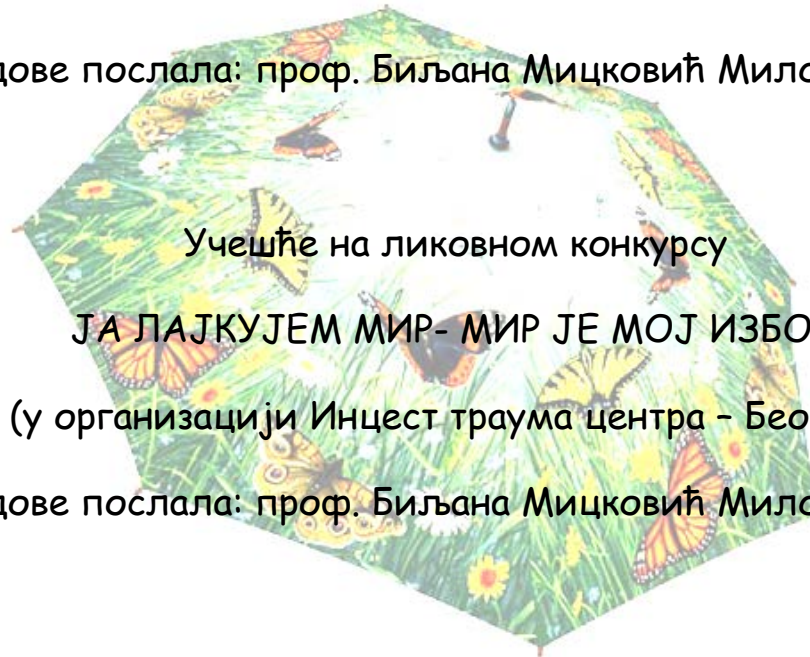 дове послала: проф. Биљана Мицковић Мило
Учешће на ликовном конкурсу
ЈА ЛАЈКУЈЕМ МИР- МИР ЈЕ МОЈ ИЗБО
(у организацији Инцест траума центра – Бео
дове послала: проф. Биљана Мицковић Мило